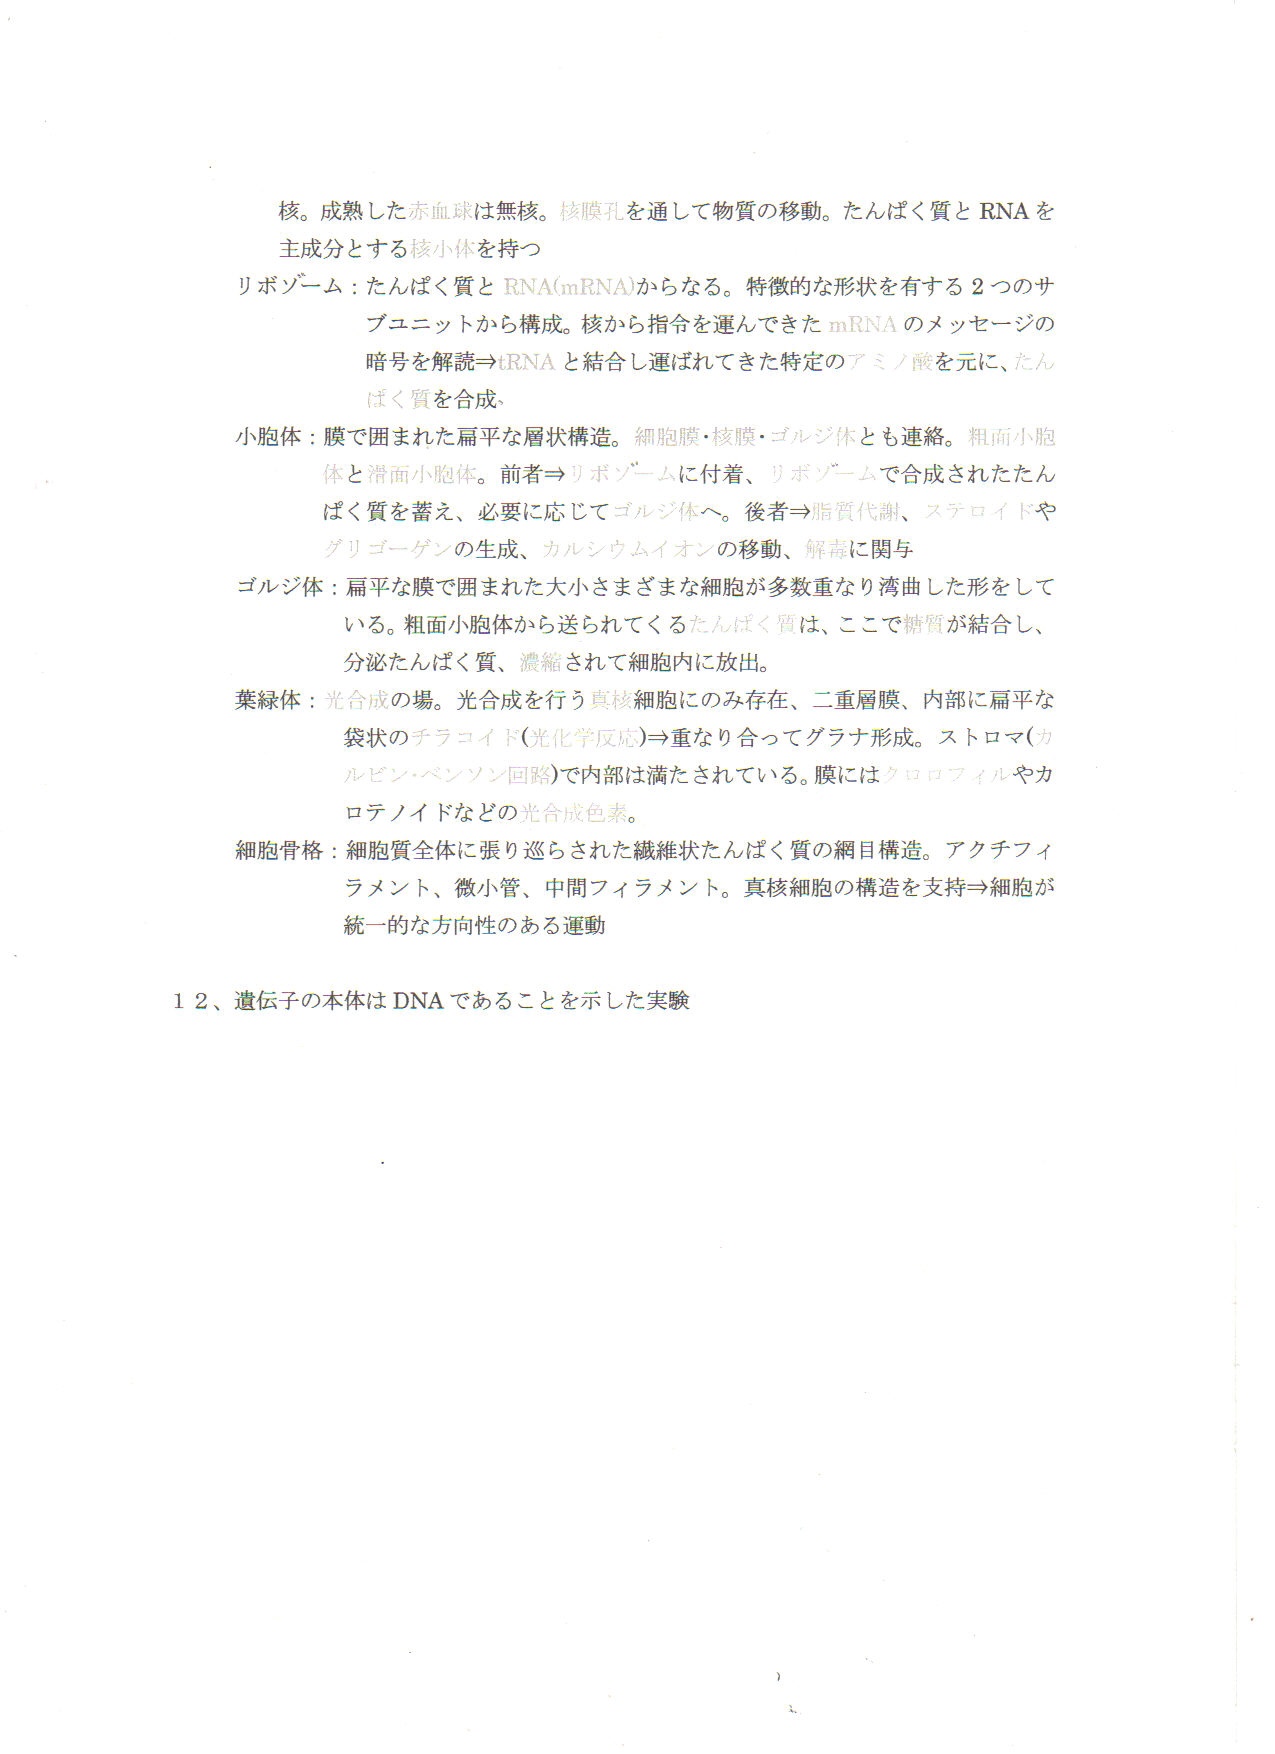 核。成熟した赤血球は無核。核膜孔を通して物質の移動。たんぱく質と RNA を
主成分とする核小体を持つ
リボゾーム：たんぱく質と RNA(mRNA)からなる。特徴的な形状を有する 2 つのサ
ブユニットから構成。核から指令を運んできた mRNA のメッセージの
暗号を解読⇒tRNA と結合し運ばれてきた特定のアミノ酸を元に、たん
ぱく質を合成。
小胞体：膜で囲まれた扁平な層状構造。細胞膜・核膜・ゴルジ体とも連絡。粗面小胞
体と滑面小胞体。前者⇒リボゾームに付着、リボゾームで合成されたたん
ぱく質を蓄え、必要に応じてゴルジ体へ。後者⇒脂質代謝、ステロイドや
グリゴーゲンの生成、カルシウムイオンの移動、解毒に関与
ゴルジ体：扁平な膜で囲まれた大小さまざまな細胞が多数重なり湾曲した形をして
いる。粗面小胞体から送られてくるたんぱく質は、ここで糖質が結合し、
分泌たんぱく質、濃縮されて細胞内に放出。
葉緑体：光合成の場。光合成を行う真核細胞にのみ存在、二重層膜、内部に扁平な
袋状のチラコイド(光化学反応)⇒重なり合ってグラナ形成。ストロマ(カ
ルビン・ベンソン回路)で内部は満たされている。膜にはクロロフィルやカ
ロテノイドなどの光合成色素。
細胞骨格：細胞質全体に張り巡らされた繊維状たんぱく質の網目構造。アクチフィ
ラメント、微小管、中間フィラメント。真核細胞の構造を支持⇒細胞が
統一的な方向性のある運動
１２、遺伝子の本体は DNA であることを示した実験